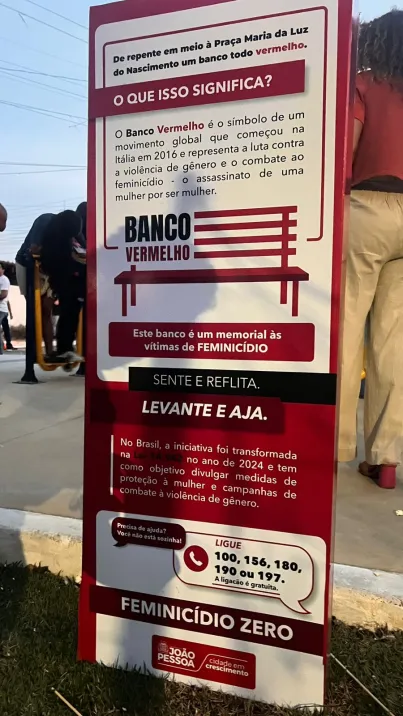 De repente em meio à Praça Maria da Luz
do Nascimento um banco todo vermelho.
O QUE ISSO SIGNIFICA?
O Banco Vermelho é o símbolo de um
movimento global que começou na
Itália em 2016 e representa a luta contra
a violência de gênero e o combate ao
feminicídio - o assassinato de uma
mulher por ser mulher.
BANCO
VERMELHO
Este banco é um memorial às
vítimas de FEMINICÍDIO
SENTE E REFLITA.
LEVANTE E AJA.
No Brasil, a iniciativa foi transformada
na no ano de 2024 e tem
como objetivo divulgar medidas de
proteção à mulher e campanhas de
combate à violência de gênero.
Precisa de ajuda?
Você não está sozinha!
LIGUE
100, 156, 180,
190 ou 197.
A ligação é gratuita.
FEMINICÍDIO ZERO
JOÃO
PESSOA
cidade em
crescimento